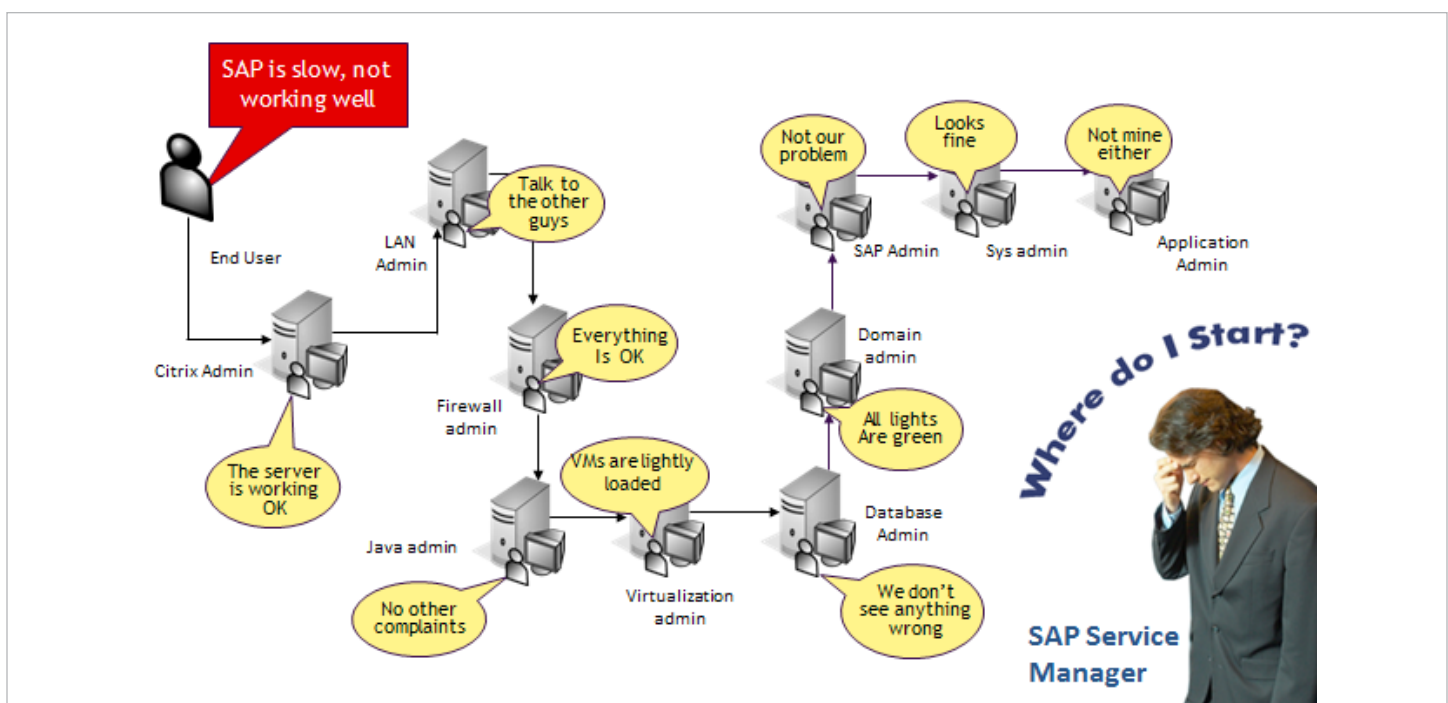 SAP is slow, not
working well
End User
Citrix Admin
The server
is working
OK
LAN
Admin
Talk to
the other
guys
Firewall
admin
Everything
Is OK
Java admin
No other
complaints
VMs are lightly
loaded
Virtualization
admin
Database
Admin
We don't
see anything
wrong
Domain
admin
All lights
Are green
Not our
problem
SAP Admin
Looks
fine
Sys admin
Not mine
either
Application
Admin
Where do I Start?
SAP Service
Manager